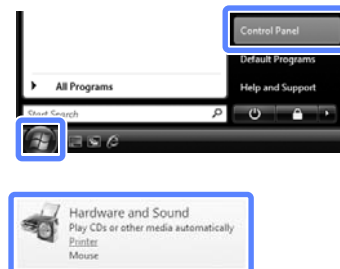 Control Panel
Default Programs
All Programs
Help and Support
Start Search
Hardware and Sound
Play CDs or other media automatically
Printer
Mouse